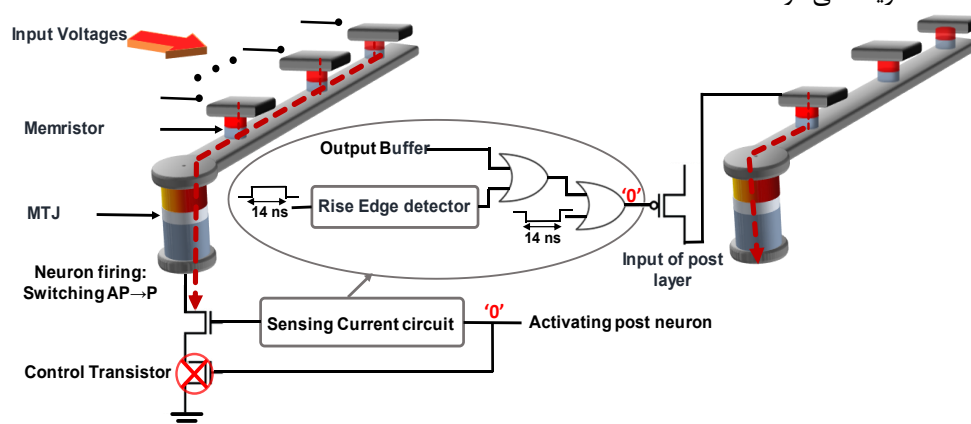 Input Voltages
Memristor
Output Buffer
14 ns
Rise Edge detector
14 ns
'0'
MTJ
Input of post
layer
Neuron firing:
Switching AP→P
Sensing Current circuit
'0'
Activating post neuron
Control Transistor